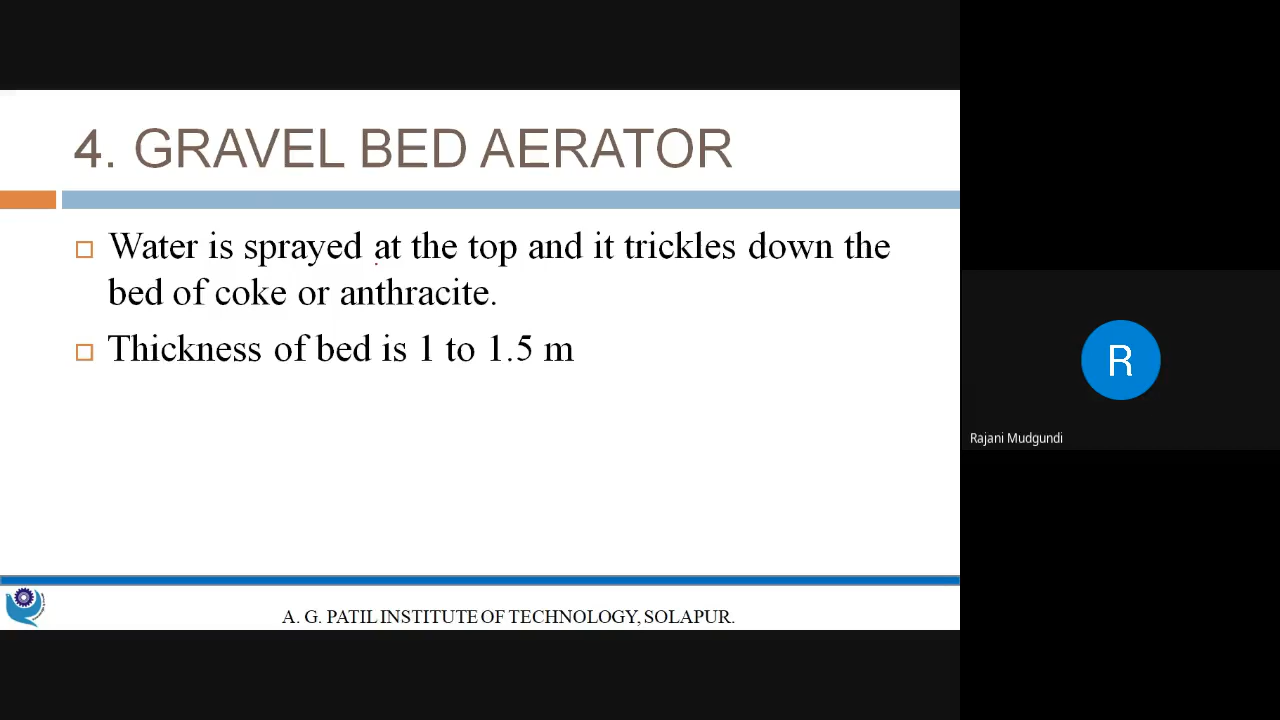 4. GRAVEL BED AERATOR
Water is sprayed at the top and it trickles down the
bed of coke or anthracite.
Thickness of bed is 1 to 1.5 m
A. G. PATIL INSTITUTE OF TECHNOLOGY, SOLAPUR.
R
Rajani Mudgundi